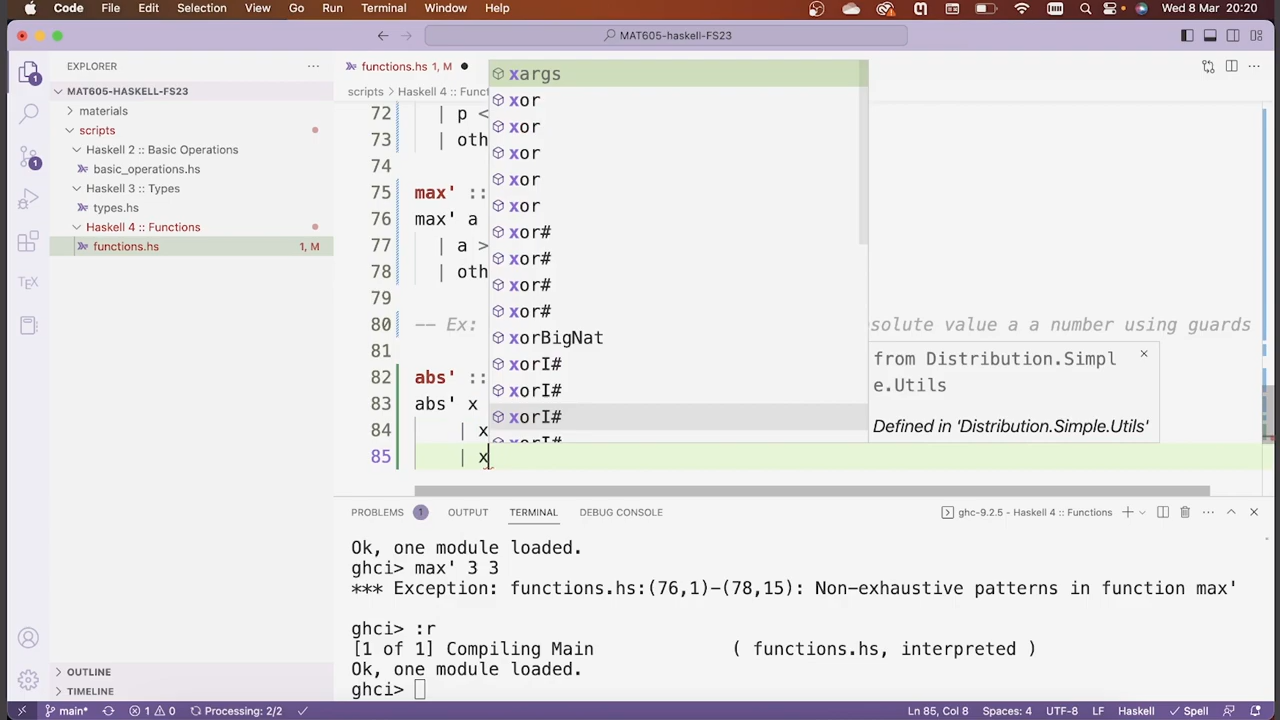 Code File Edit Selection View Go Run Terminal Window Help Wed 8 Mar 20:20
MAT605-haskell-FS23
EXPLORER
functions.hs 1, M
MAT605-HASKELL-FS23
scripts > Haskell 4 :: Func
materials
scripts
Haskell 2 :: Basic Operations
basic_operations.hs
Haskell 3 :: Types
types.hs
Haskell 4 :: Functions
functions.hs 1, M
72 | p <
73 | oth
74
75 max' ::
76 max' a
77 | a >
78 | oth
79
80 -- Ex: solute value a a number using guards
81
82 abs' ::
83 abs' x
84 | x
85 | x
xargs
xor
xor
xor
xor
xor
xor#
xor#
xor#
xor#
xorBigNat
xorI#
xorI#
xorI#
xorI#
from Distribution.Simpl
e.Utils
Defined in 'Distribution.Simple.Utils'
PROBLEMS 1 OUTPUT TERMINAL DEBUG CONSOLE ghc-9.2.5 - Haskell 4 :: Functions
Ok, one module loaded.
ghci> max' 3 3
*** Exception: functions.hs:(76,1)-(78,15): Non-exhaustive patterns in function max'
ghci> :r
[1 of 1] Compiling Main ( functions.hs, interpreted )
Ok, one module loaded.
ghci>
OUTLINE
TIMELINE
main* 1 0 Processing: 2/2 Ln 85, Col 8 Spaces: 4 UTF-8 LF Haskell Spell